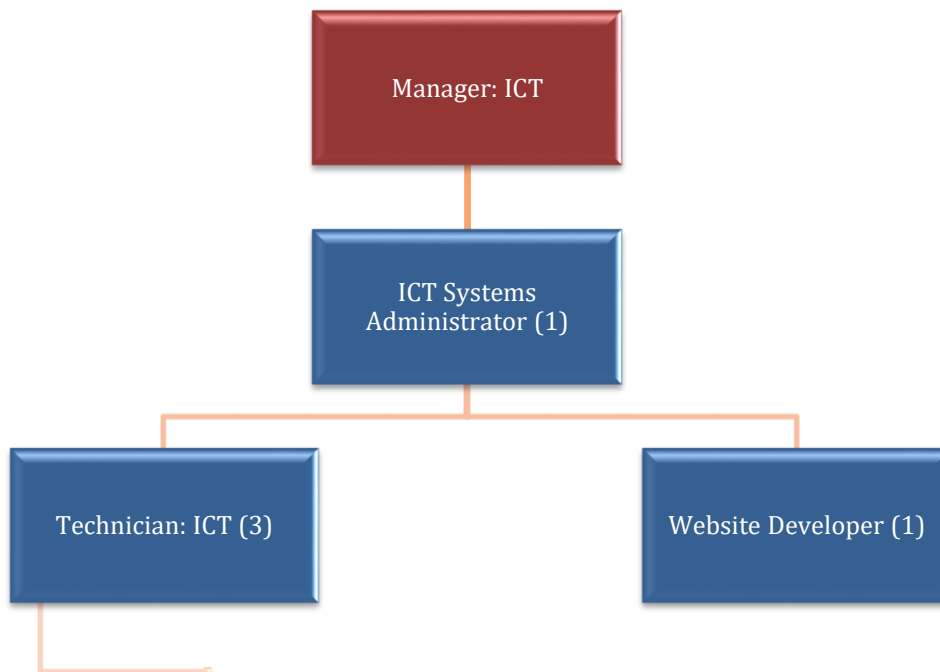 Manager: ICT
ICT Systems
Administrator (1)
Technician: ICT (3)
Website Developer (1)